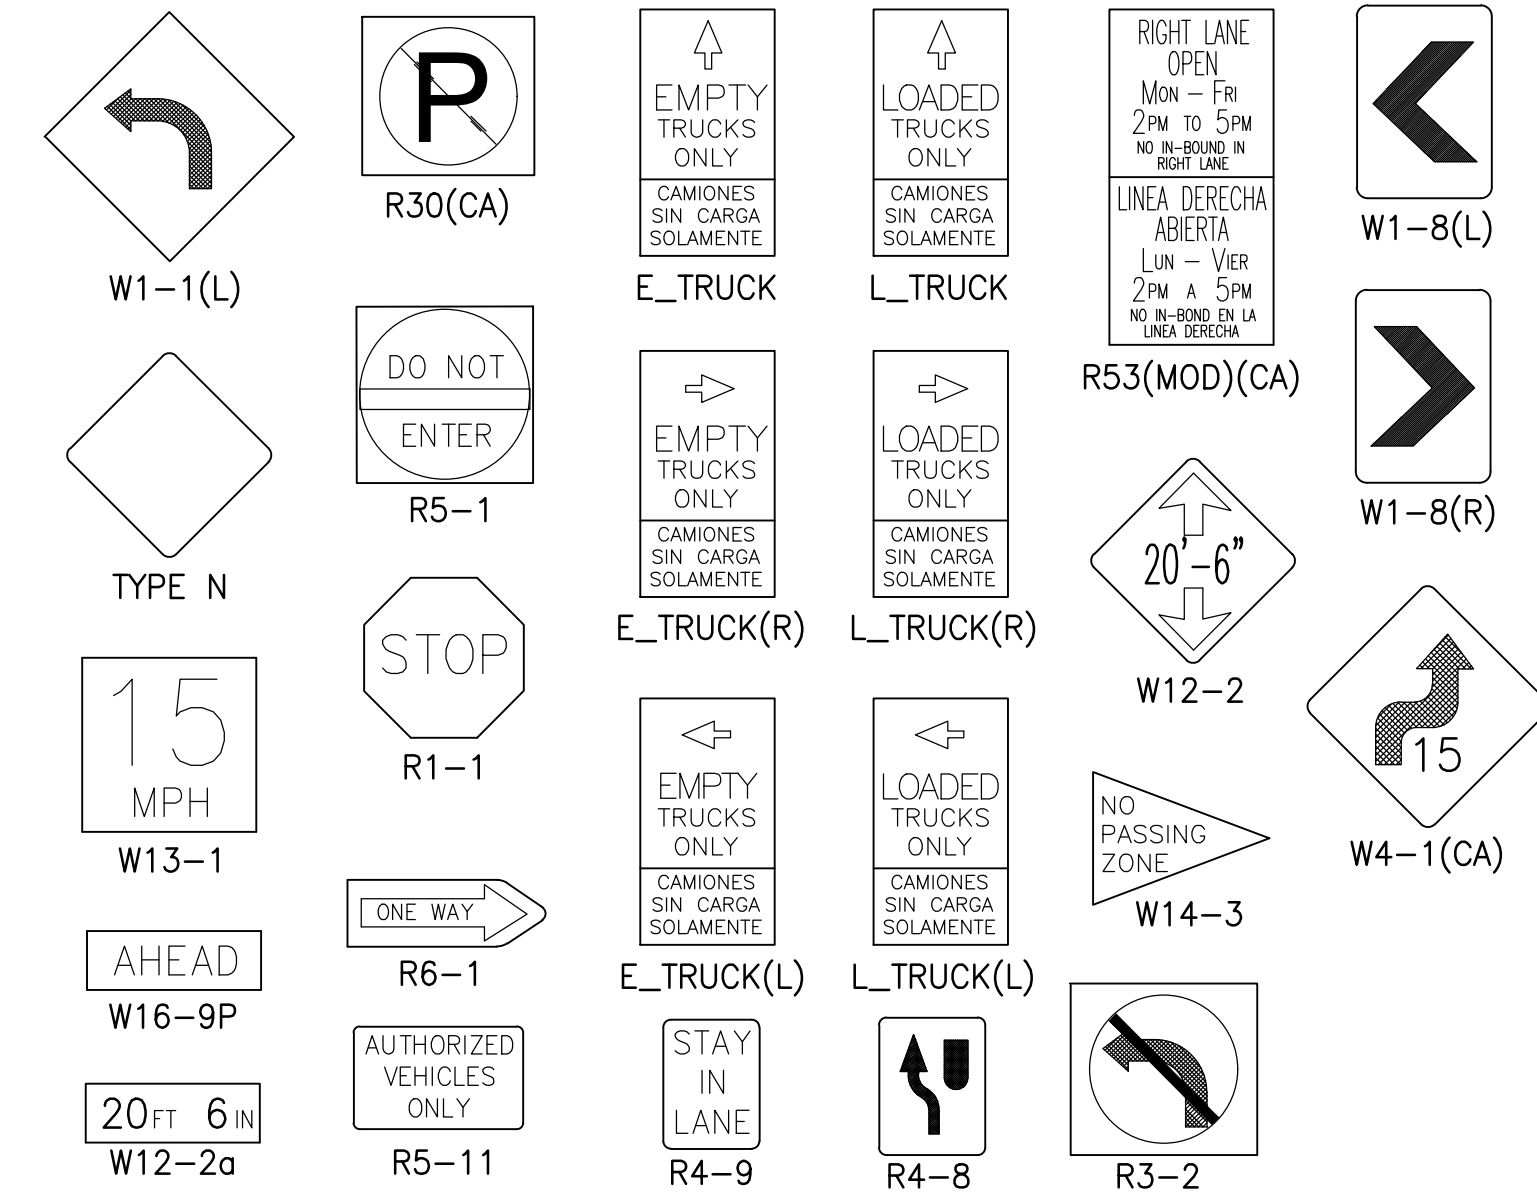 W1-1(L)
TYPE N
15
MPH
W13-1
AHEAD
W16-9P
20FT 6IN
W12-2a
P
R30(CA)
DO NOT
ENTER
R5-1
STOP
R1-1
ONE WAY
R6-1
AUTHORIZED
VEHICLES
ONLY
R5-11
EMPTY
TRUCKS
ONLY
CAMIONES
SIN CARGA
SOLAMENTE
E_TRUCK
EMPTY
TRUCKS
ONLY
CAMIONES
SIN CARGA
SOLAMENTE
E_TRUCK(R)
EMPTY
TRUCKS
ONLY
CAMIONES
SIN CARGA
SOLAMENTE
E_TRUCK(L)
STAY
IN
LANE
R4-9
LOADED
TRUCKS
ONLY
CAMIONES
SIN CARGA
SOLAMENTE
L_TRUCK
LOADED
TRUCKS
ONLY
CAMIONES
SIN CARGA
SOLAMENTE
L_TRUCK(R)
LOADED
TRUCKS
ONLY
CAMIONES
SIN CARGA
SOLAMENTE
L_TRUCK(L)
R4-8
RIGHT LANE
OPEN
MON - FRI
2PM TO 5PM
NO IN-BOUND IN
RIGHT LANE
LINEA DERECHA
ABIERTA
LUN - VIER
2PM A 5PM
NO IN-BOND EN LA
LINEA DERECHA
R53(MOD)(CA)
20'-6"
W12-2
NO
PASSING
ZONE
W14-3
R3-2
W1-8(L)
W1-8(R)
15
W4-1(CA)